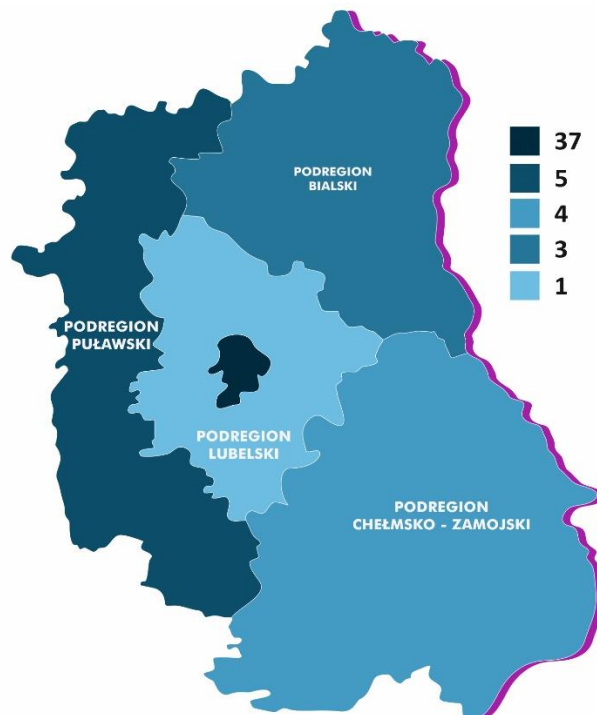 PODREGION
BIALSKI
37
5
4
3
1
PODREGION
PUŁAWSKI
PODREGION
LUBELSKI
PODREGION
CHEŁMSKO - ZAMOJSKI